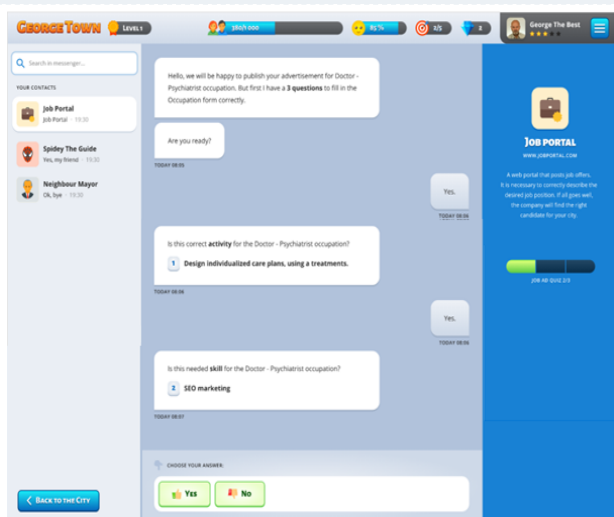 GEORGE TOWN
LEVEL 1
380/1 000
85 %
2/5
2
George The Best
Search in messenger...
YOUR CONTACTS
Job Portal
Job Portal · 19:30
Spidey The Guide
Yes, my friend · 19:30
Neighbour Mayor
Ok, bye · 19:30
BACK TO THE CITY
Hello, we will be happy to publish your advertisement for Doctor -
Psychiatrist occupation. But first I have a 3 questions to fill in the
Occupation form correctly.
Are you ready?
TODAY 08:05
Yes.
TODAY 08:06
Is this correct activity for the Doctor - Psychiatrist occupation?
1 Design individualized care plans, using a treatments.
TODAY 08:06
Yes.
TODAY 08:06
Is this needed skill for the Doctor - Psychiatrist occupation?
2 SEO marketing
TODAY 08:07
CHOOSE YOUR ANSWER:
YES
NO
JOB PORTAL
WWW.JOBPORTAL.COM
A web portal that posts job offers.
It is necessary to correctly describe the
desired job position. If all goes well,
the company will find the right
candidate for your city.
JOB AD QUIZ 2/3